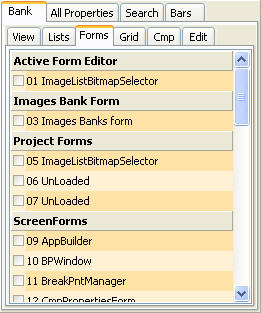 Bank All Properties Search Bars
View Lists Forms Grid Cmp Edit
Active Form Editor
01 ImageListBitmapSelector
Images Bank Form
03 Images Banks form
Project Forms
05 ImageListBitmapSelector
06 UnLoaded
07 UnLoaded
ScreenForms
09 AppBuilder
10 BPWindow
11 BreakPntManager
12 CmpPropertiesForm